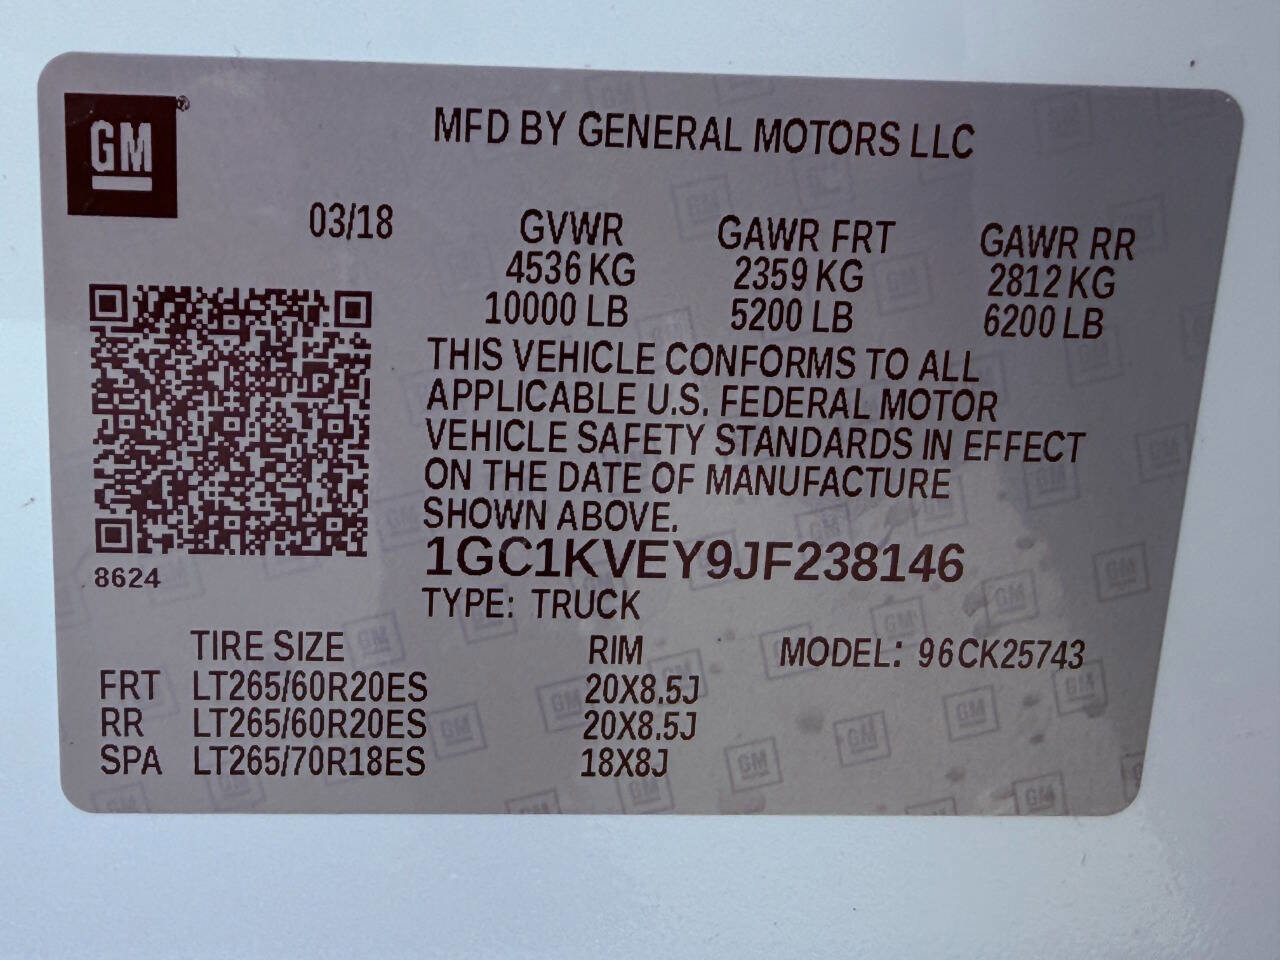 GM®
MFD BY GENERAL MOTORS LLC
03/18 GVWR GAWR FRT GAWR RR
4536 KG 2359 KG 2812 KG
10000 LB 5200 LB 6200 LB
THIS VEHICLE CONFORMS TO ALL
APPLICABLE U.S. FEDERAL MOTOR
VEHICLE SAFETY STANDARDS IN EFFECT
ON THE DATE OF MANUFACTURE
SHOWN ABOVE.
1GC1KVEY9JF238146
8624
TYPE: TRUCK
TIRE SIZE RIM MODEL: 96CK25743
FRT LT265/60R20ES 20X8.5J
RR LT265/60R20ES 20X8.5J
SPA LT265/70R18ES 18X8J